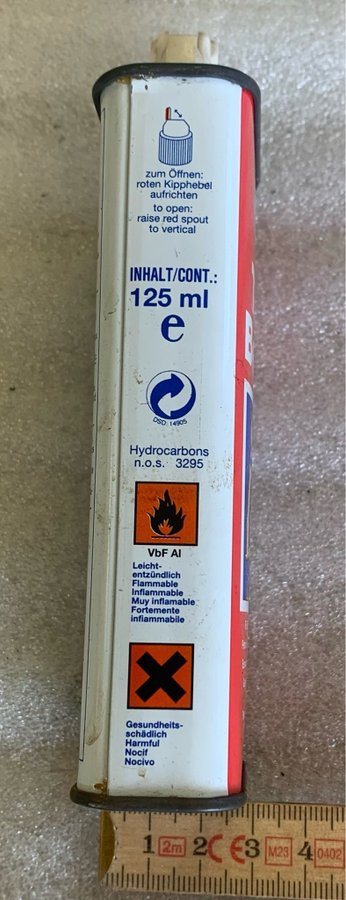 zum Öffnen:
roten Kipphebel
aufrichten
to open:
raise red spout
to vertical
INHALT/CONT.:
125 ml
e
DSD: 14905
Hydrocarbons
n.o.s. 3295
VbF AI
Leicht-
entzündlich
Flammable
Inflammable
Muy inflamable
Fortemente
infiammabile
Gesundheits-
schädlich
Harmful
Nocif
Nocivo
1 2m 2 CE 3 M23 4 0402